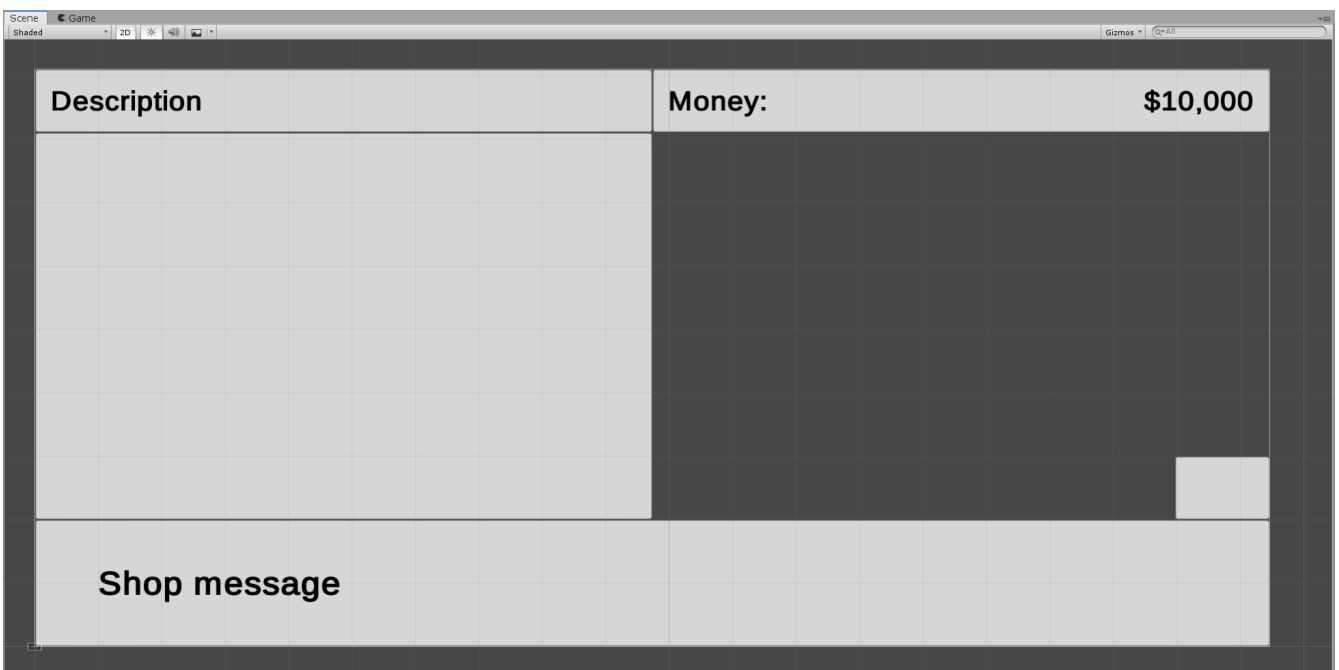 Scene Game
Shaded 2D Gizmos All
Description Money: $10,000
Shop message